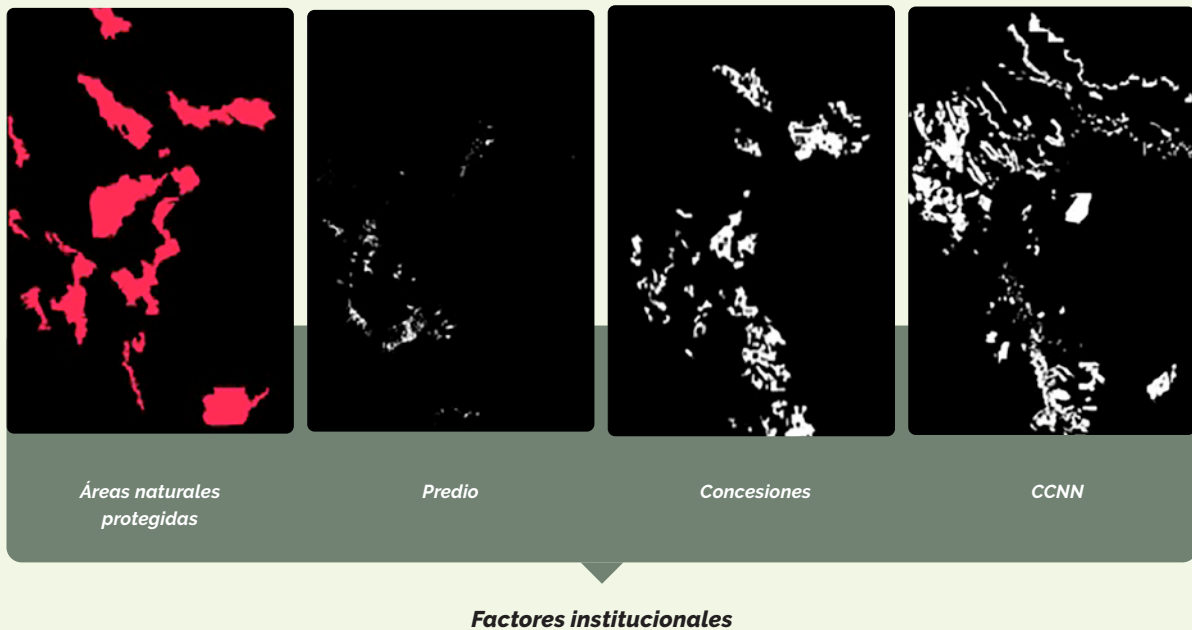 Áreas naturales
protegidas
Predio
Concesiones
CCNN
Factores institucionales